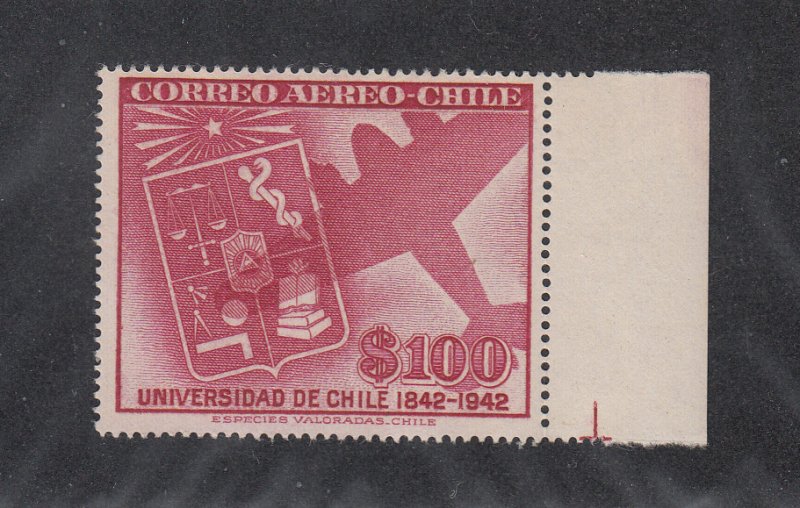 CORREO AEREO-CHILE
$100
UNIVERSIDAD DE CHILE 1842-1942
ESPECIES VALORADAS-CHILE